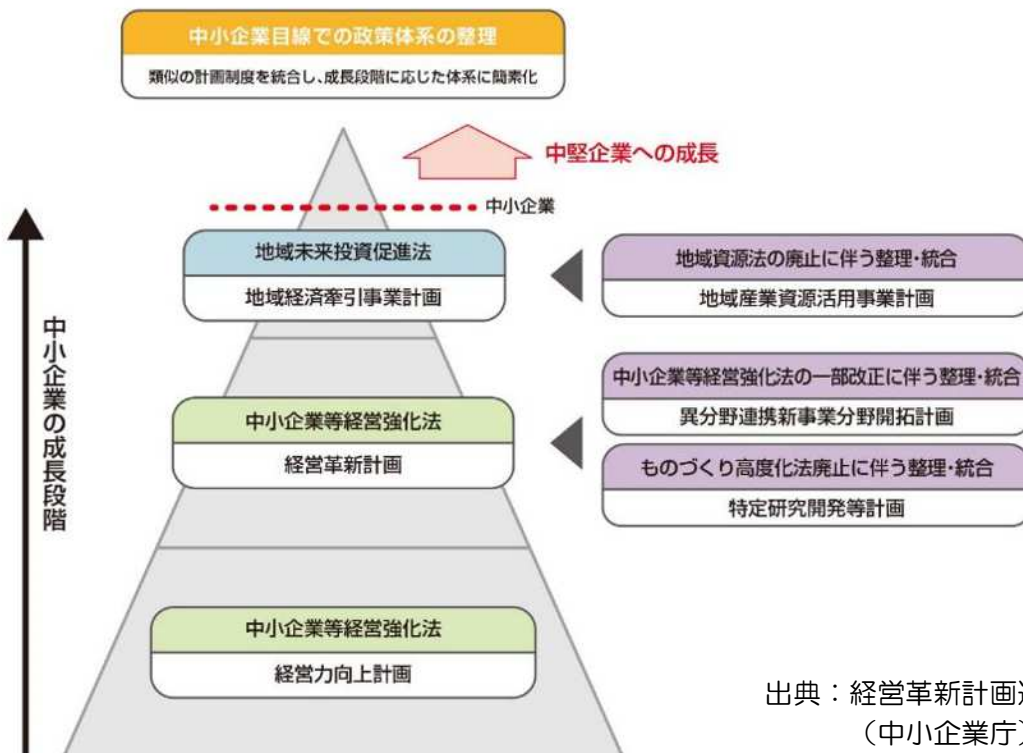 中小企業目線での政策体系の整理
類似の計画制度を統合し、成長段階に応じた体系に簡素化
中堅企業への成長
中小企業
地域未来投資促進法
地域経済牽引事業計画
地域資源法の廃止に伴う整理・統合
地域産業資源活用事業計画
中小企業の成長段階
中小企業等経営強化法の一部改正に伴う整理・統合
異分野連携新事業分野開拓計画
中小企業等経営強化法
経営革新計画
ものづくり高度化法廃止に伴う整理・統合
特定研究開発等計画
中小企業等経営強化法
経営力向上計画
出典：経営革新計画
（中小企業庁）